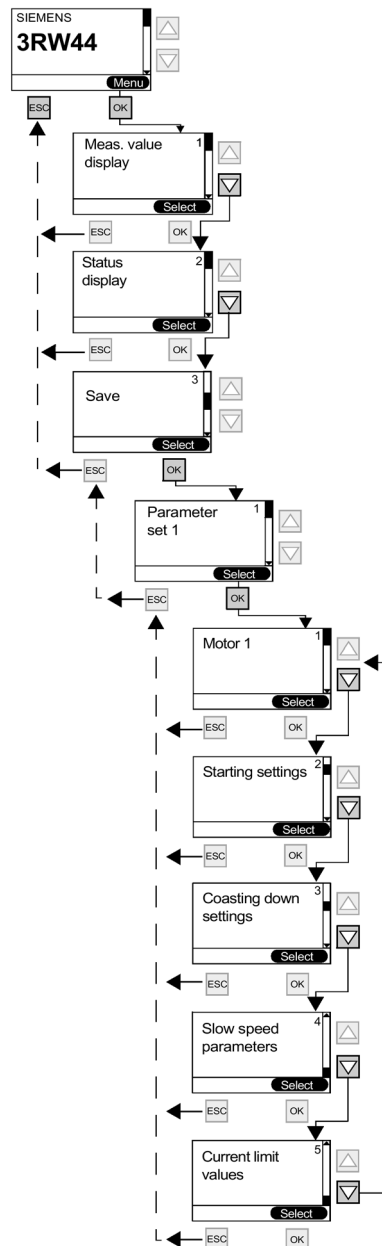 SIEMENS
3RW44
Menu
ESC
OK
Meas. value
display
1
Select
ESC
OK
Status
display
2
Select
ESC
OK
Save
3
Select
ESC
OK
Parameter
set 1
1
Select
ESC
OK
Motor 1
1
Select
ESC
OK
Starting settings
2
Select
ESC
OK
Coasting down
settings
3
Select
ESC
OK
Slow speed
parameters
4
Select
ESC
OK
Current limit
values
5
Select
ESC
OK